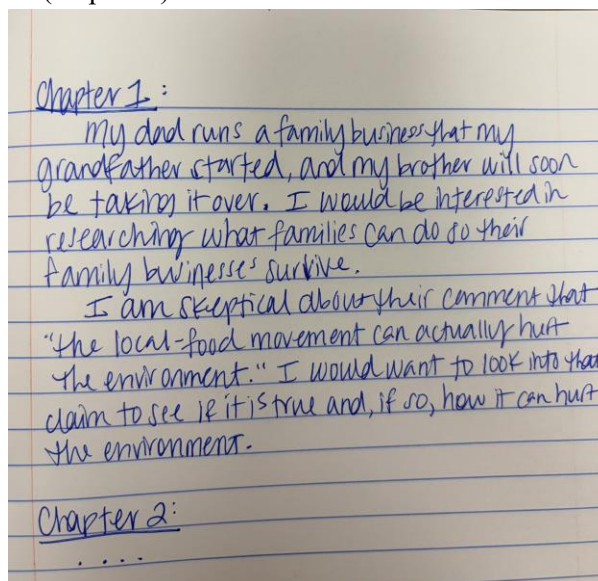 Chapter 1:
My dad runs a family business that my
grandfather started, and my brother will soon
be taking it over. I would be interested in
researching what families can do so their
family businesses survive.
I am skeptical about their comment that
"the local-food movement can actually hurt
the environment." I would want to look into that
claim to see if it is true and, if so, how it can hurt
the environment.
Chapter 2:
....